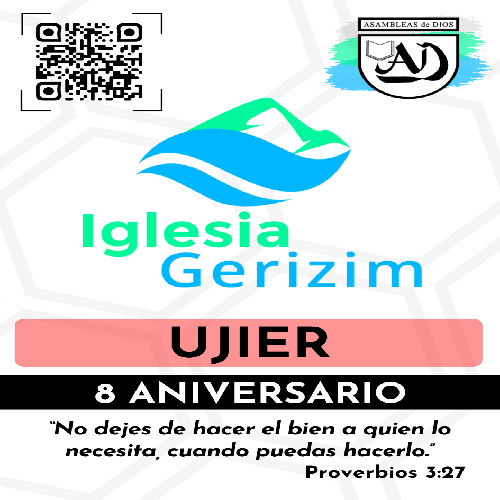 ASAMBLEAS de DIOS
AD
Iglesia
Gerizim
UJIER
8 ANIVERSARIO
“No dejes de hacer el bien a quien lo
necesita, cuando puedas hacerlo.”
Proverbios 3:27